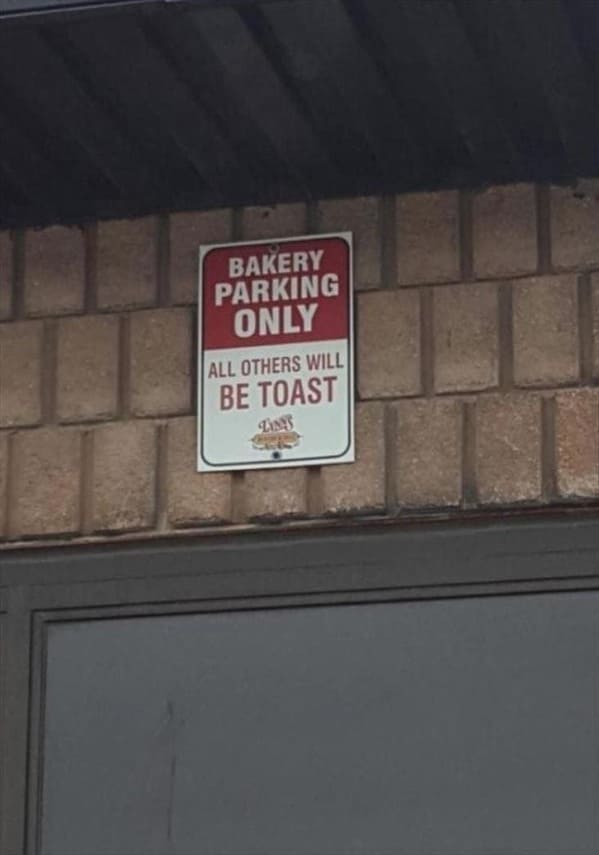 BAKERY
PARKING
ONLY
ALL OTHERS WILL
BE TOAST